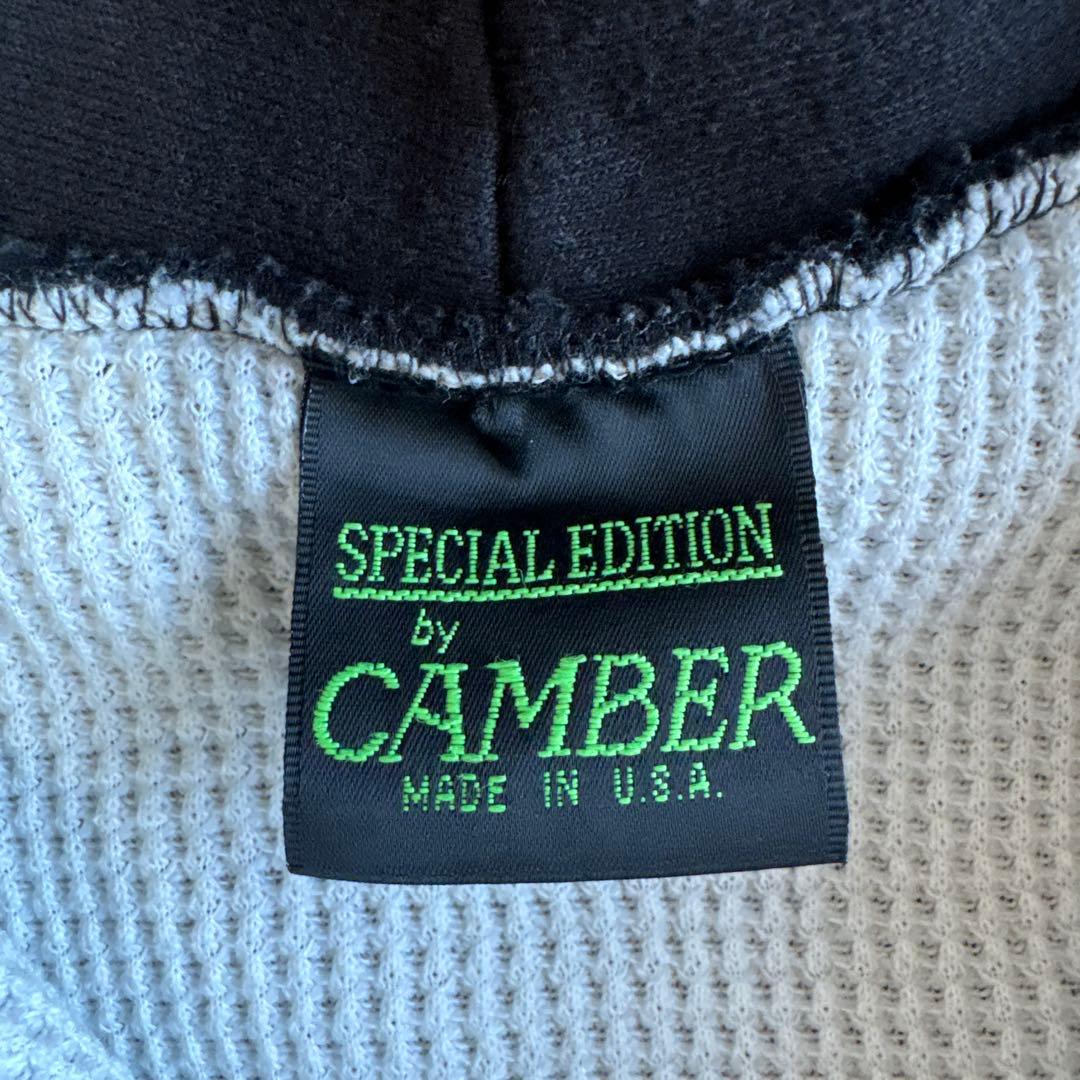 SPECIAL EDITION
by
CAMBER
MADE IN U.S.A.